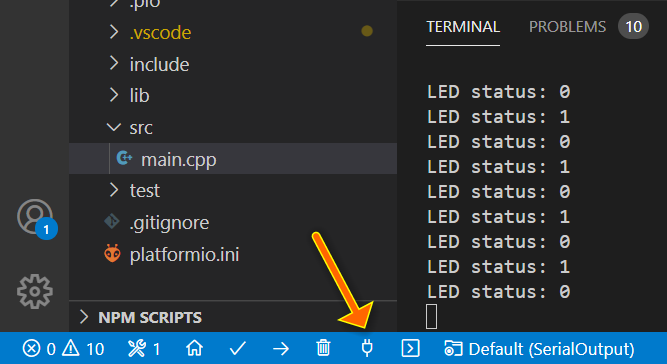 .pio
.vscode
include
lib
src
main.cpp
test
.gitignore
platformio.ini
NPM SCRIPTS
1
TERMINAL PROBLEMS 10
LED status: 0
LED status: 1
LED status: 0
LED status: 1
LED status: 0
LED status: 1
LED status: 0
LED status: 1
LED status: 0
0 10 1 Default (SerialOutput)